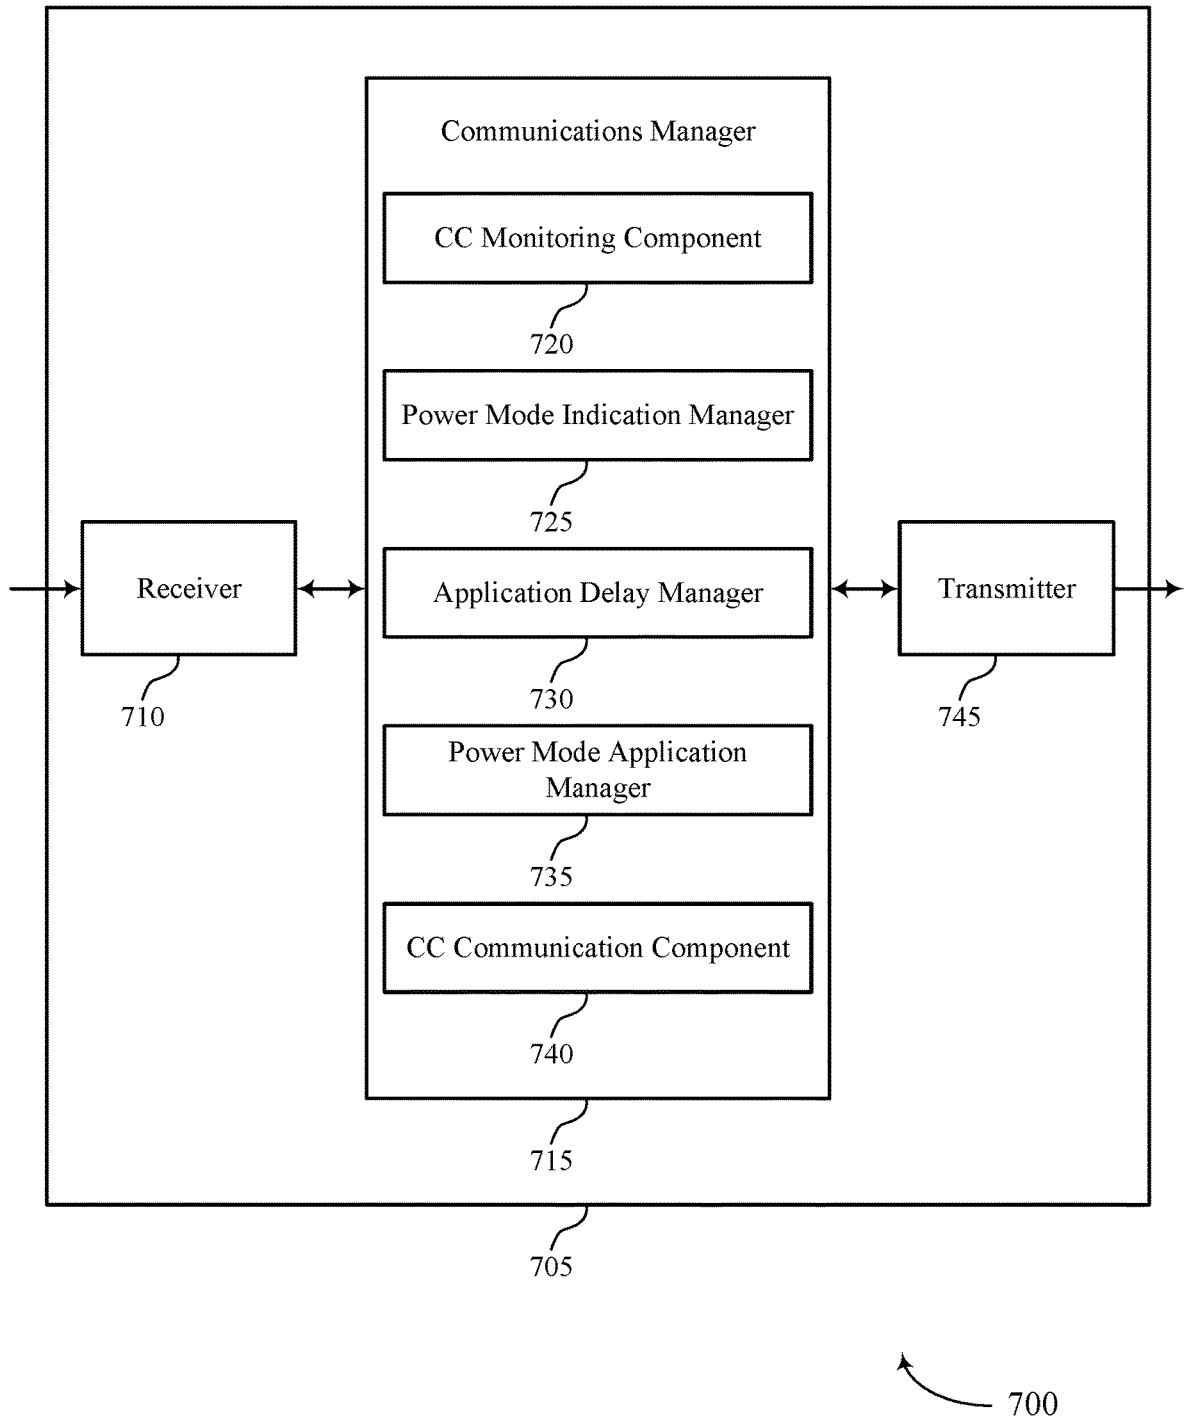 Communications Manager
CC Monitoring Component
720
Power Mode Indication Manager
725
Receiver
710
Application Delay Manager
730
Transmitter
745
Power Mode Application
Manager
735
CC Communication Component
740
715
705
700